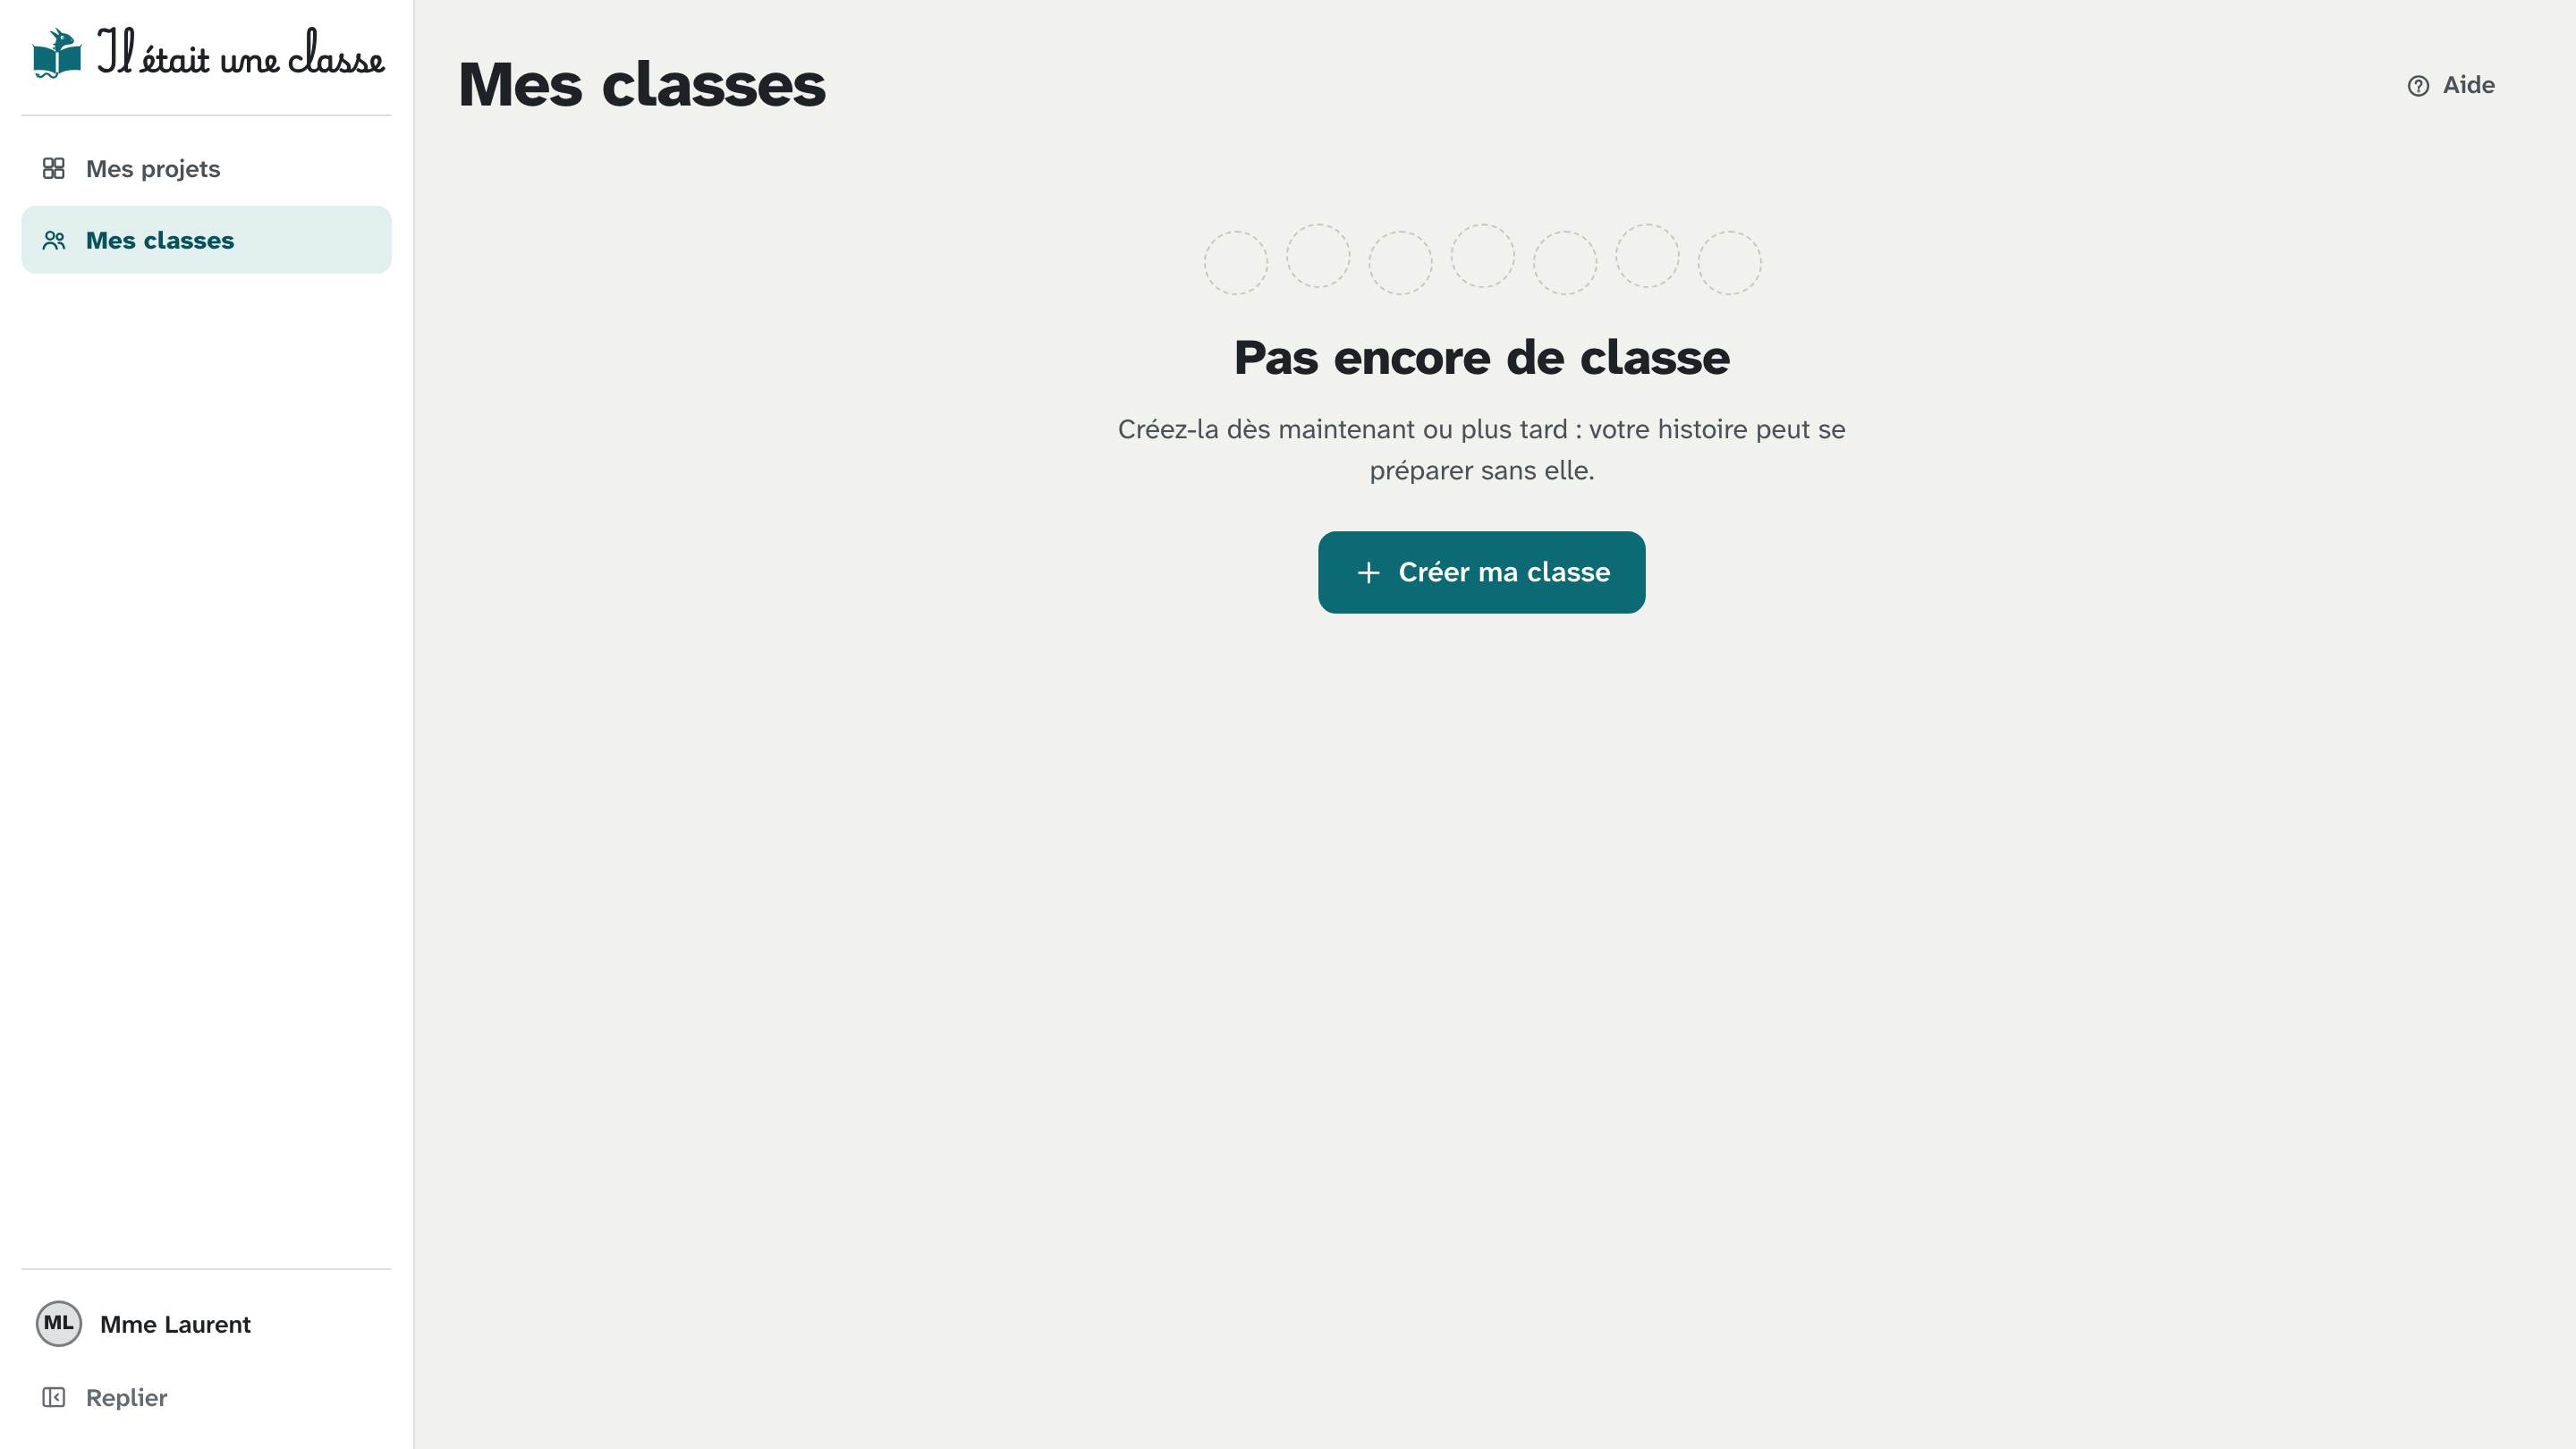 Il était une classe
Mes projets
Mes classes
Mme Laurent
ML
Replier
Mes classes
Aide
Pas encore de classe
Créez-la dès maintenant ou plus tard : votre histoire peut se
préparer sans elle.
Créer ma classe